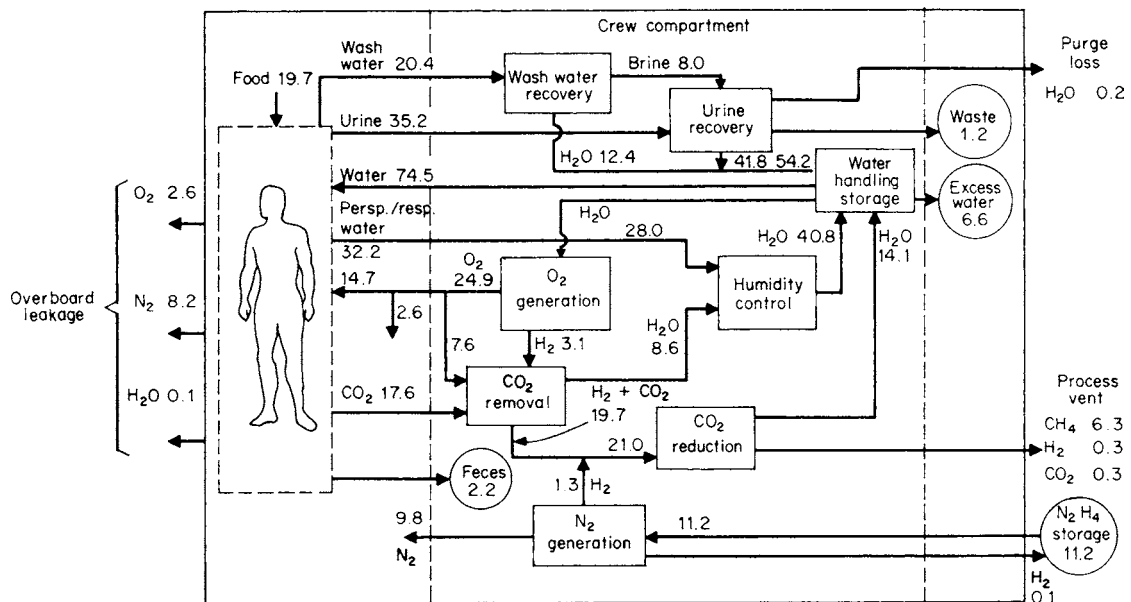 Crew compartment
Wash
water 20.4
Food 19.7
Wash water
recovery
Brine 8.0
Purge
loss
H₂O 0.2
Urine
recovery
Waste
1.2
Urine 35.2
H₂O 12.4
41.8 54.2
Water
handling
storage
Excess
water
6.6
Water 74.5
Persp./resp.
water
32.2
H₂O
28.0
H₂O 40.8
H₂O
14.1
Overboard
leakage
O₂ 2.6
N₂ 8.2
H₂O 0.1
14.7
O₂
24.9
O₂
generation
Humidity
control
2.6
7.6
H₂ 3.1
H₂O
8.6
CO₂ 17.6
CO₂
removal
H₂ + CO₂
19.7
21.0
CO₂
reduction
Process
vent
CH₄ 6.3
H₂ 0.3
CO₂ 0.3
Feces
2.2
1.3 H₂
9.8
N₂
N₂
generation
11.2
N₂H₄
storage
11.2
H₂
0.1